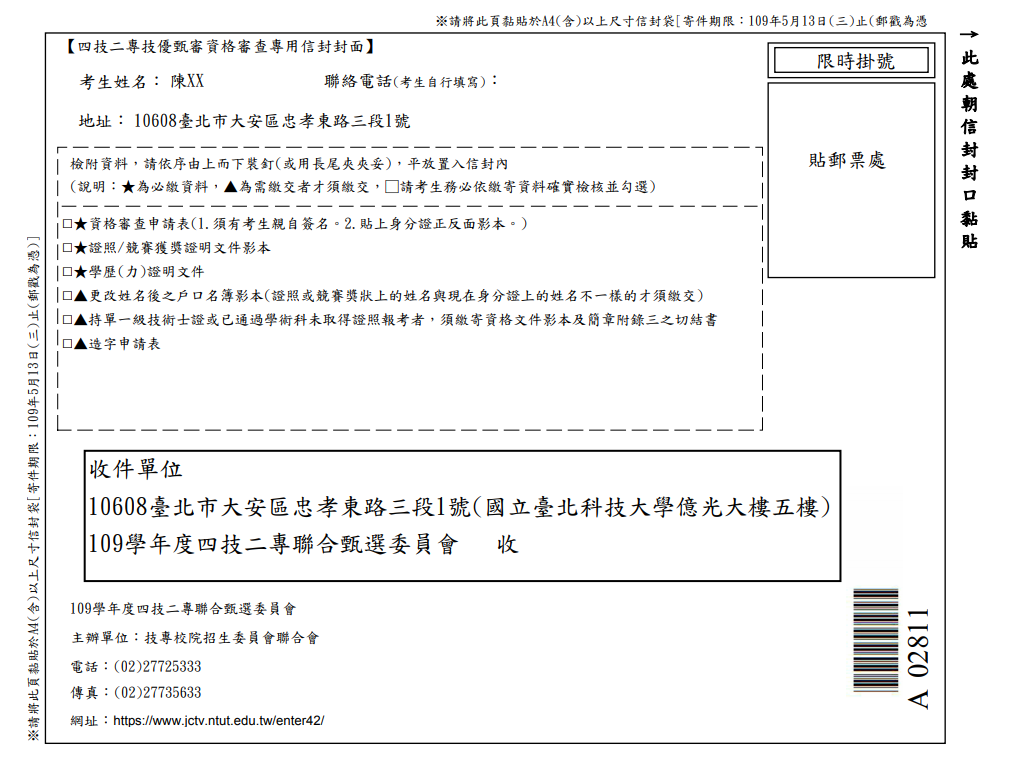 ※請將此頁黏貼於A4(含)以上尺寸信封袋[寄件期限：109年5月13日(三)止(郵戳為憑
【四技二專技優甄審資格審查專用信封封面】
限時掛號
考生姓名： 陳XX 聯絡電話(考生自行填寫)：
地址： 10608臺北市大安區忠孝東路三段1號
貼郵票處
→此處朝信封封口黏貼
檢附資料，請依序由上而下裝釘(或用長尾夾夾妥)，平放置入信封內
(說明：★為必繳資料，▲為需繳交者才須繳交，□請考生務必依繳寄資料確實檢核並勾選)
□★資格審查申請表(1.須有考生親自簽名。2.貼上身分證正反面影本。)
□★證照/競賽獲獎證明文件影本
□★學歷(力)證明文件
□▲更改姓名後之戶口名簿影本(證照或競賽獎狀上的姓名與現在身分證上的姓名不一樣的才須繳交)
□▲持單一級技術士證或已通過學術科未取得證照報考者，須繳寄資格文件影本及簡章附錄三之切結書
□▲造字申請表
※請將此頁黏貼於A4(含)以上尺寸信封袋[寄件期限：109年5月13日(三)止(郵戳為憑)]
收件單位
10608臺北市大安區忠孝東路三段1號(國立臺北科技大學億光大樓五樓)
109學年度四技二專聯合甄選委員會 收
109學年度四技二專聯合甄選委員會
主辦單位：技專校院招生委員會聯合會
電話：(02)27725333
傳真：(02)27735633
網址：https://www.jctv.ntut.edu.tw/enter42/
A 02811